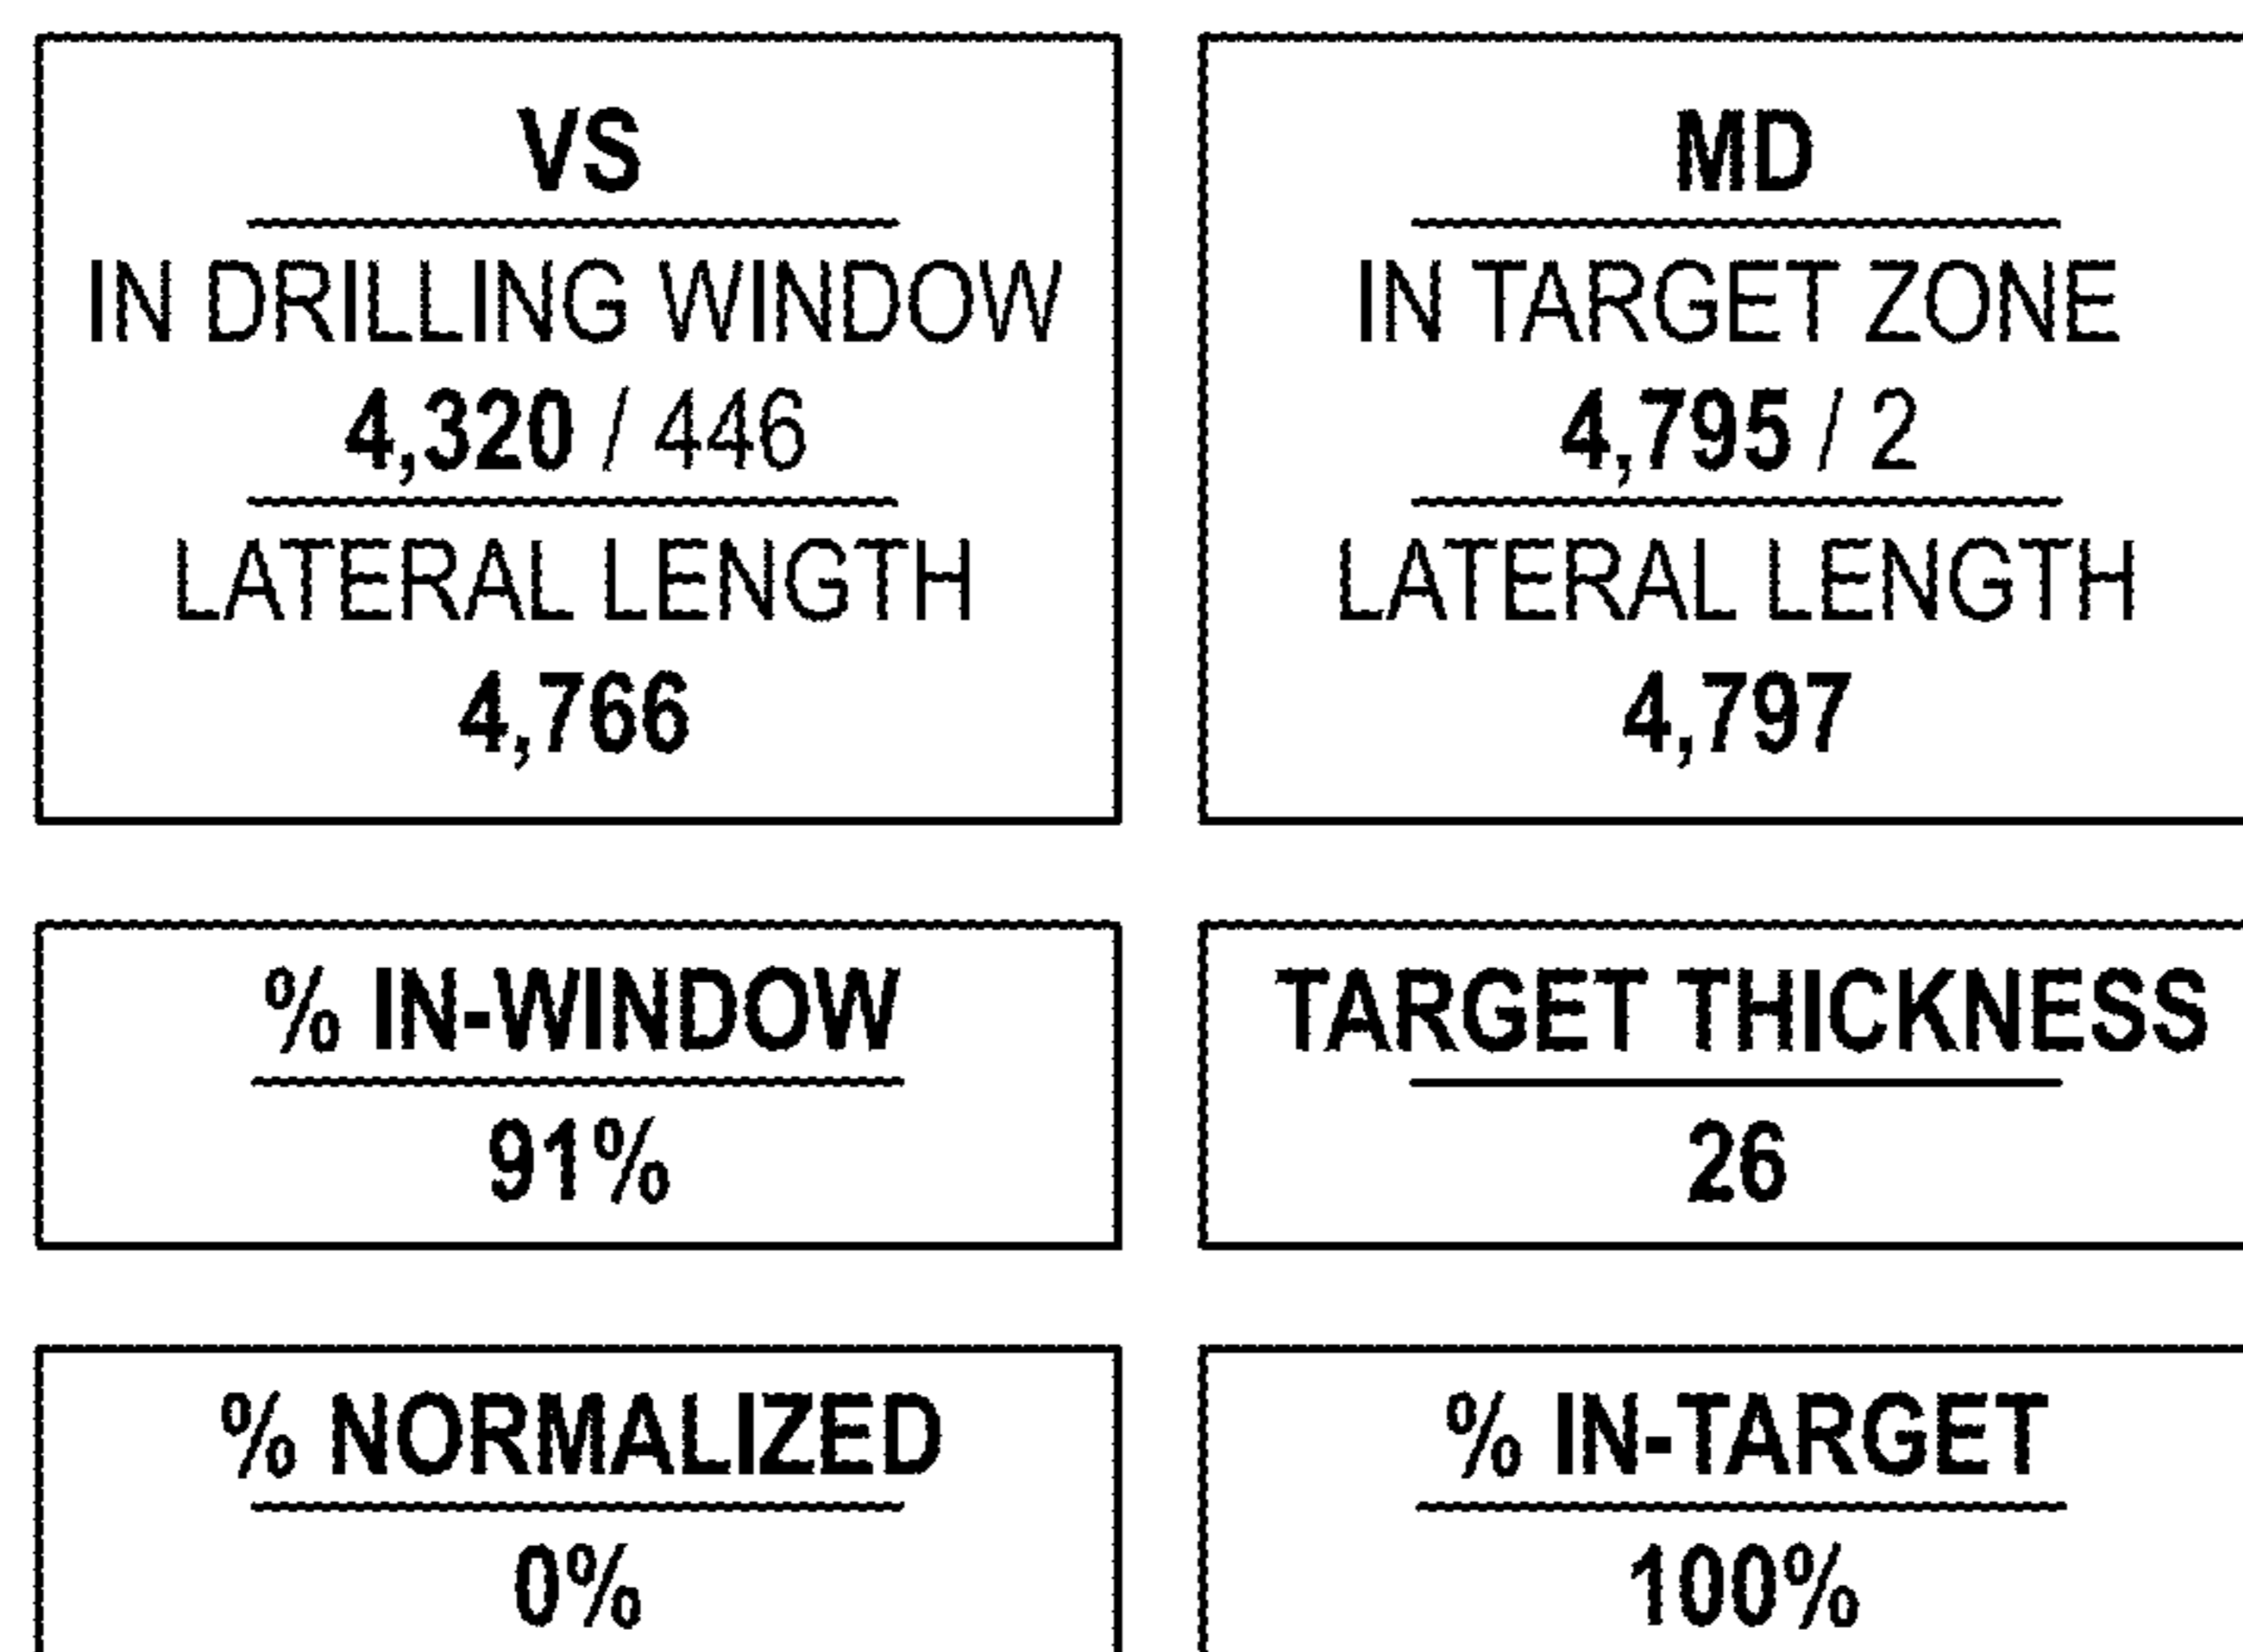 VS
IN DRILLING WINDOW
4,320 / 446
LATERAL LENGTH
4,766
MD
IN TARGET ZONE
4,795 / 2
LATERAL LENGTH
4,797
% IN-WINDOW
91%
TARGET THICKNESS
26
% NORMALIZED
0%
% IN-TARGET
100%